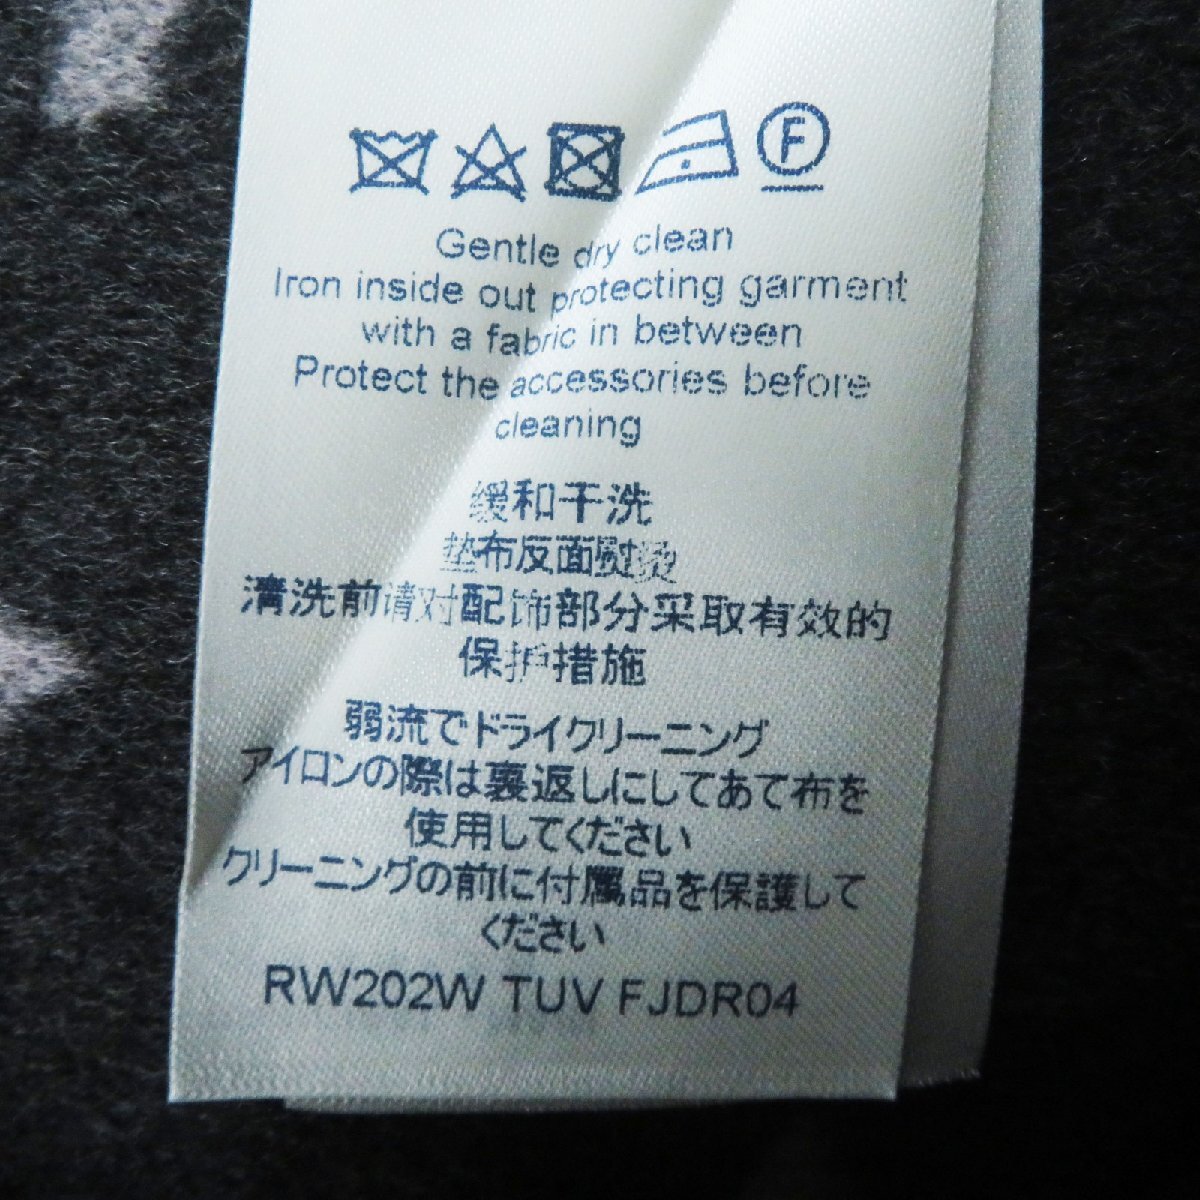 F
Gentle dry clean
Iron inside out protecting garment
with a fabric in between
Protect the accessories before
cleaning
缓和干洗
垫布反面熨烫
清洗前请对配饰部分采取有效的
保护措施
弱流でドライクリーニング
アイロンの際は裏返しにしてあて布を
使用してください
クリーニングの前に付属品を保護して
ください
RW202W TUV FJDR04